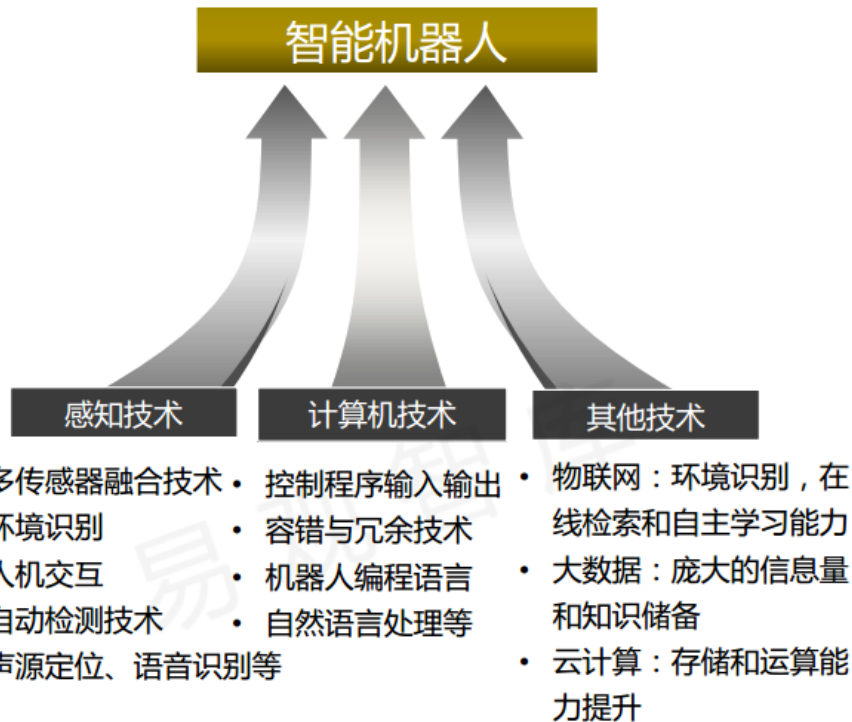 智能机器人
感知技术
多传感器融合技术
环境识别
人机交互
自动检测技术
声源定位、语音识别等
计算机技术
• 控制程序输入输出
• 容错与冗余技术
• 机器人编程语言
• 自然语言处理等
其他技术
• 物联网：环境识别，在
线检索和自主学习能力
• 大数据：庞大的信息量
和知识储备
• 云计算：存储和运算能
力提升
易观智库